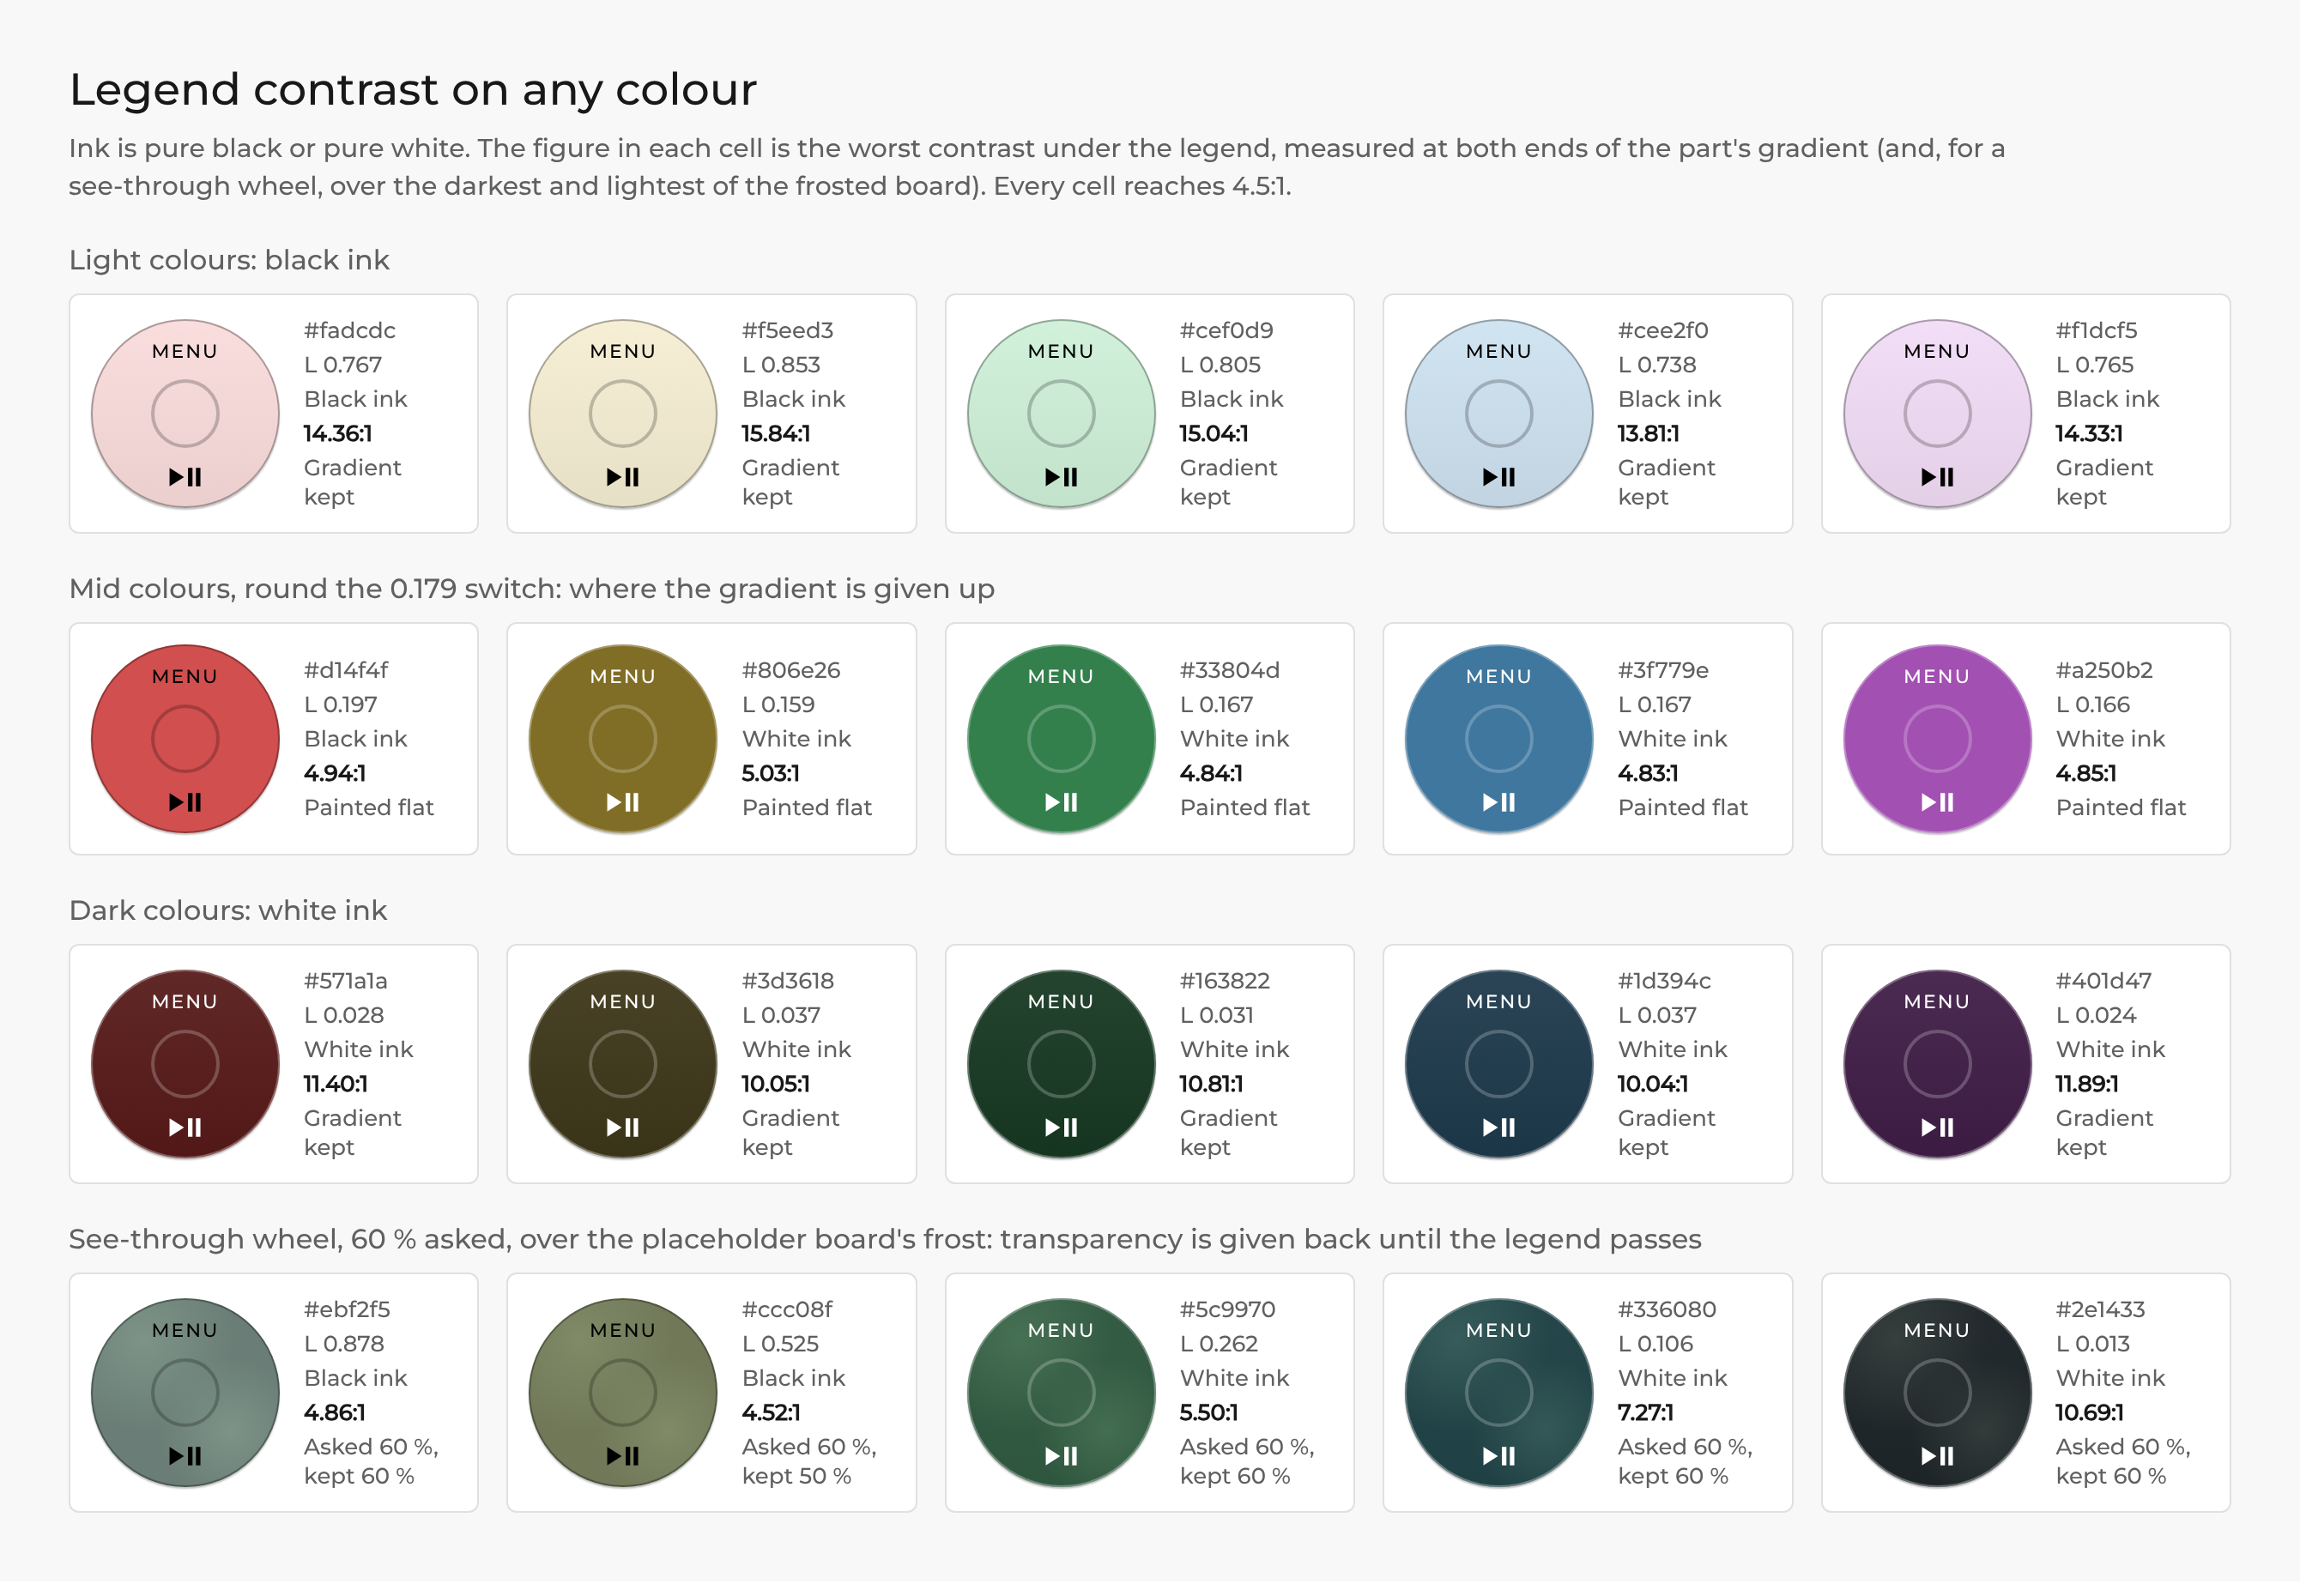 Legend contrast on any colour
Ink is pure black or pure white. The figure in each cell is the worst contrast under the legend, measured at both ends of the part's gradient (and, for a
see-through wheel, over the darkest and lightest of the frosted board). Every cell reaches 4.5:1.
Light colours: black ink
MENU
#fadcdc
L 0.767
Black ink
14.36:1
Gradient
kept
MENU
#f5eed3
L 0.853
Black ink
15.84:1
Gradient
kept
MENU
#cef0d9
L 0.805
Black ink
15.04:1
Gradient
kept
MENU
#cee2f0
L 0.738
Black ink
13.81:1
Gradient
kept
MENU
#f1dcf5
L 0.765
Black ink
14.33:1
Gradient
kept
Mid colours, round the 0.179 switch: where the gradient is given up
MENU
#d14f4f
L 0.197
Black ink
4.94:1
Painted flat
MENU
#806e26
L 0.159
White ink
5.03:1
Painted flat
MENU
#33804d
L 0.167
White ink
4.84:1
Painted flat
MENU
#3f779e
L 0.167
White ink
4.83:1
Painted flat
MENU
#a250b2
L 0.166
White ink
4.85:1
Painted flat
Dark colours: white ink
MENU
#571a1a
L 0.028
White ink
11.40:1
Gradient
kept
MENU
#3d3618
L 0.037
White ink
10.05:1
Gradient
kept
MENU
#163822
L 0.031
White ink
10.81:1
Gradient
kept
MENU
#1d394c
L 0.037
White ink
10.04:1
Gradient
kept
MENU
#401d47
L 0.024
White ink
11.89:1
Gradient
kept
See-through wheel, 60 % asked, over the placeholder board's frost: transparency is given back until the legend passes
MENU
#ebf2f5
L 0.878
Black ink
4.86:1
Asked 60 %,
kept 60 %
MENU
#ccc08f
L 0.525
Black ink
4.52:1
Asked 60 %,
kept 50 %
MENU
#5c9970
L 0.262
White ink
5.50:1
Asked 60 %,
kept 60 %
MENU
#336080
L 0.106
White ink
7.27:1
Asked 60 %,
kept 60 %
MENU
#2e1433
L 0.013
White ink
10.69:1
Asked 60 %,
kept 60 %